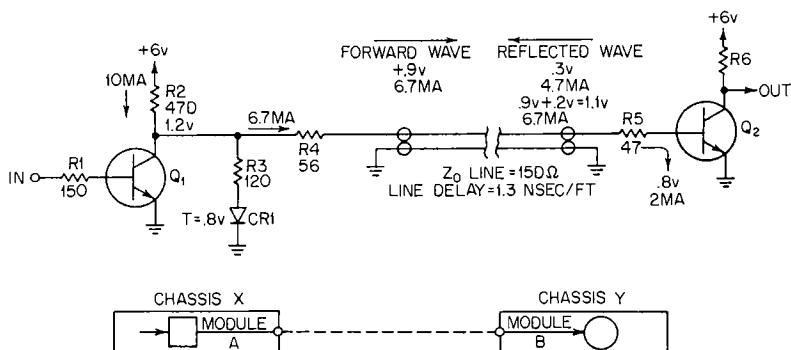 +6v
10MA
R2
47D
1.2v
IN
R1
150
Q1
6.7MA
R4
56
R3
120
T=.8v
CR1
FORWARD WAVE
+.9v
6.7MA
REFLECTED WAVE
.3v
4.7MA
.9v+.2v=1.1v
6.7MA
Z0 LINE=15DΩ
LINE DELAY=1.3 NSEC/FT
R5
47
.8v
2MA
+6v
R6
OUT
Q2
CHASSIS X
MODULE
A
CHASSIS Y
MODULE
B